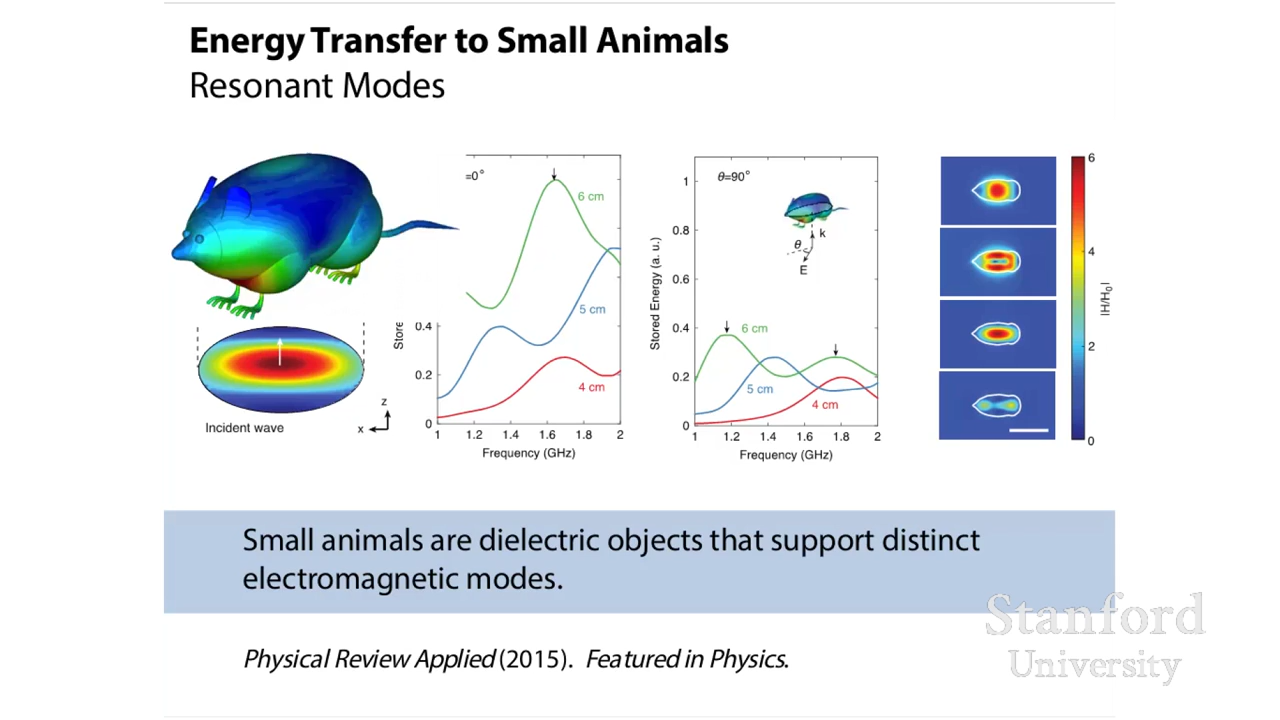 Energy Transfer to Small Animals
Resonant Modes
Incident wave
z
x
=0°
6 cm
5 cm
4 cm
Store
0.4
0.2
0
1 1.2 1.4 1.6 1.8 2
Frequency (GHz)
θ=90°
k
θ
E
6 cm
5 cm
4 cm
Stored Energy (a. u.)
1
0.8
0.6
0.4
0.2
0
1 1.2 1.4 1.6 1.8 2
Frequency (GHz)
6
4
2
0
|H/H₀|
Small animals are dielectric objects that support distinct
electromagnetic modes.
Physical Review Applied (2015). Featured in Physics.
Stanford
University